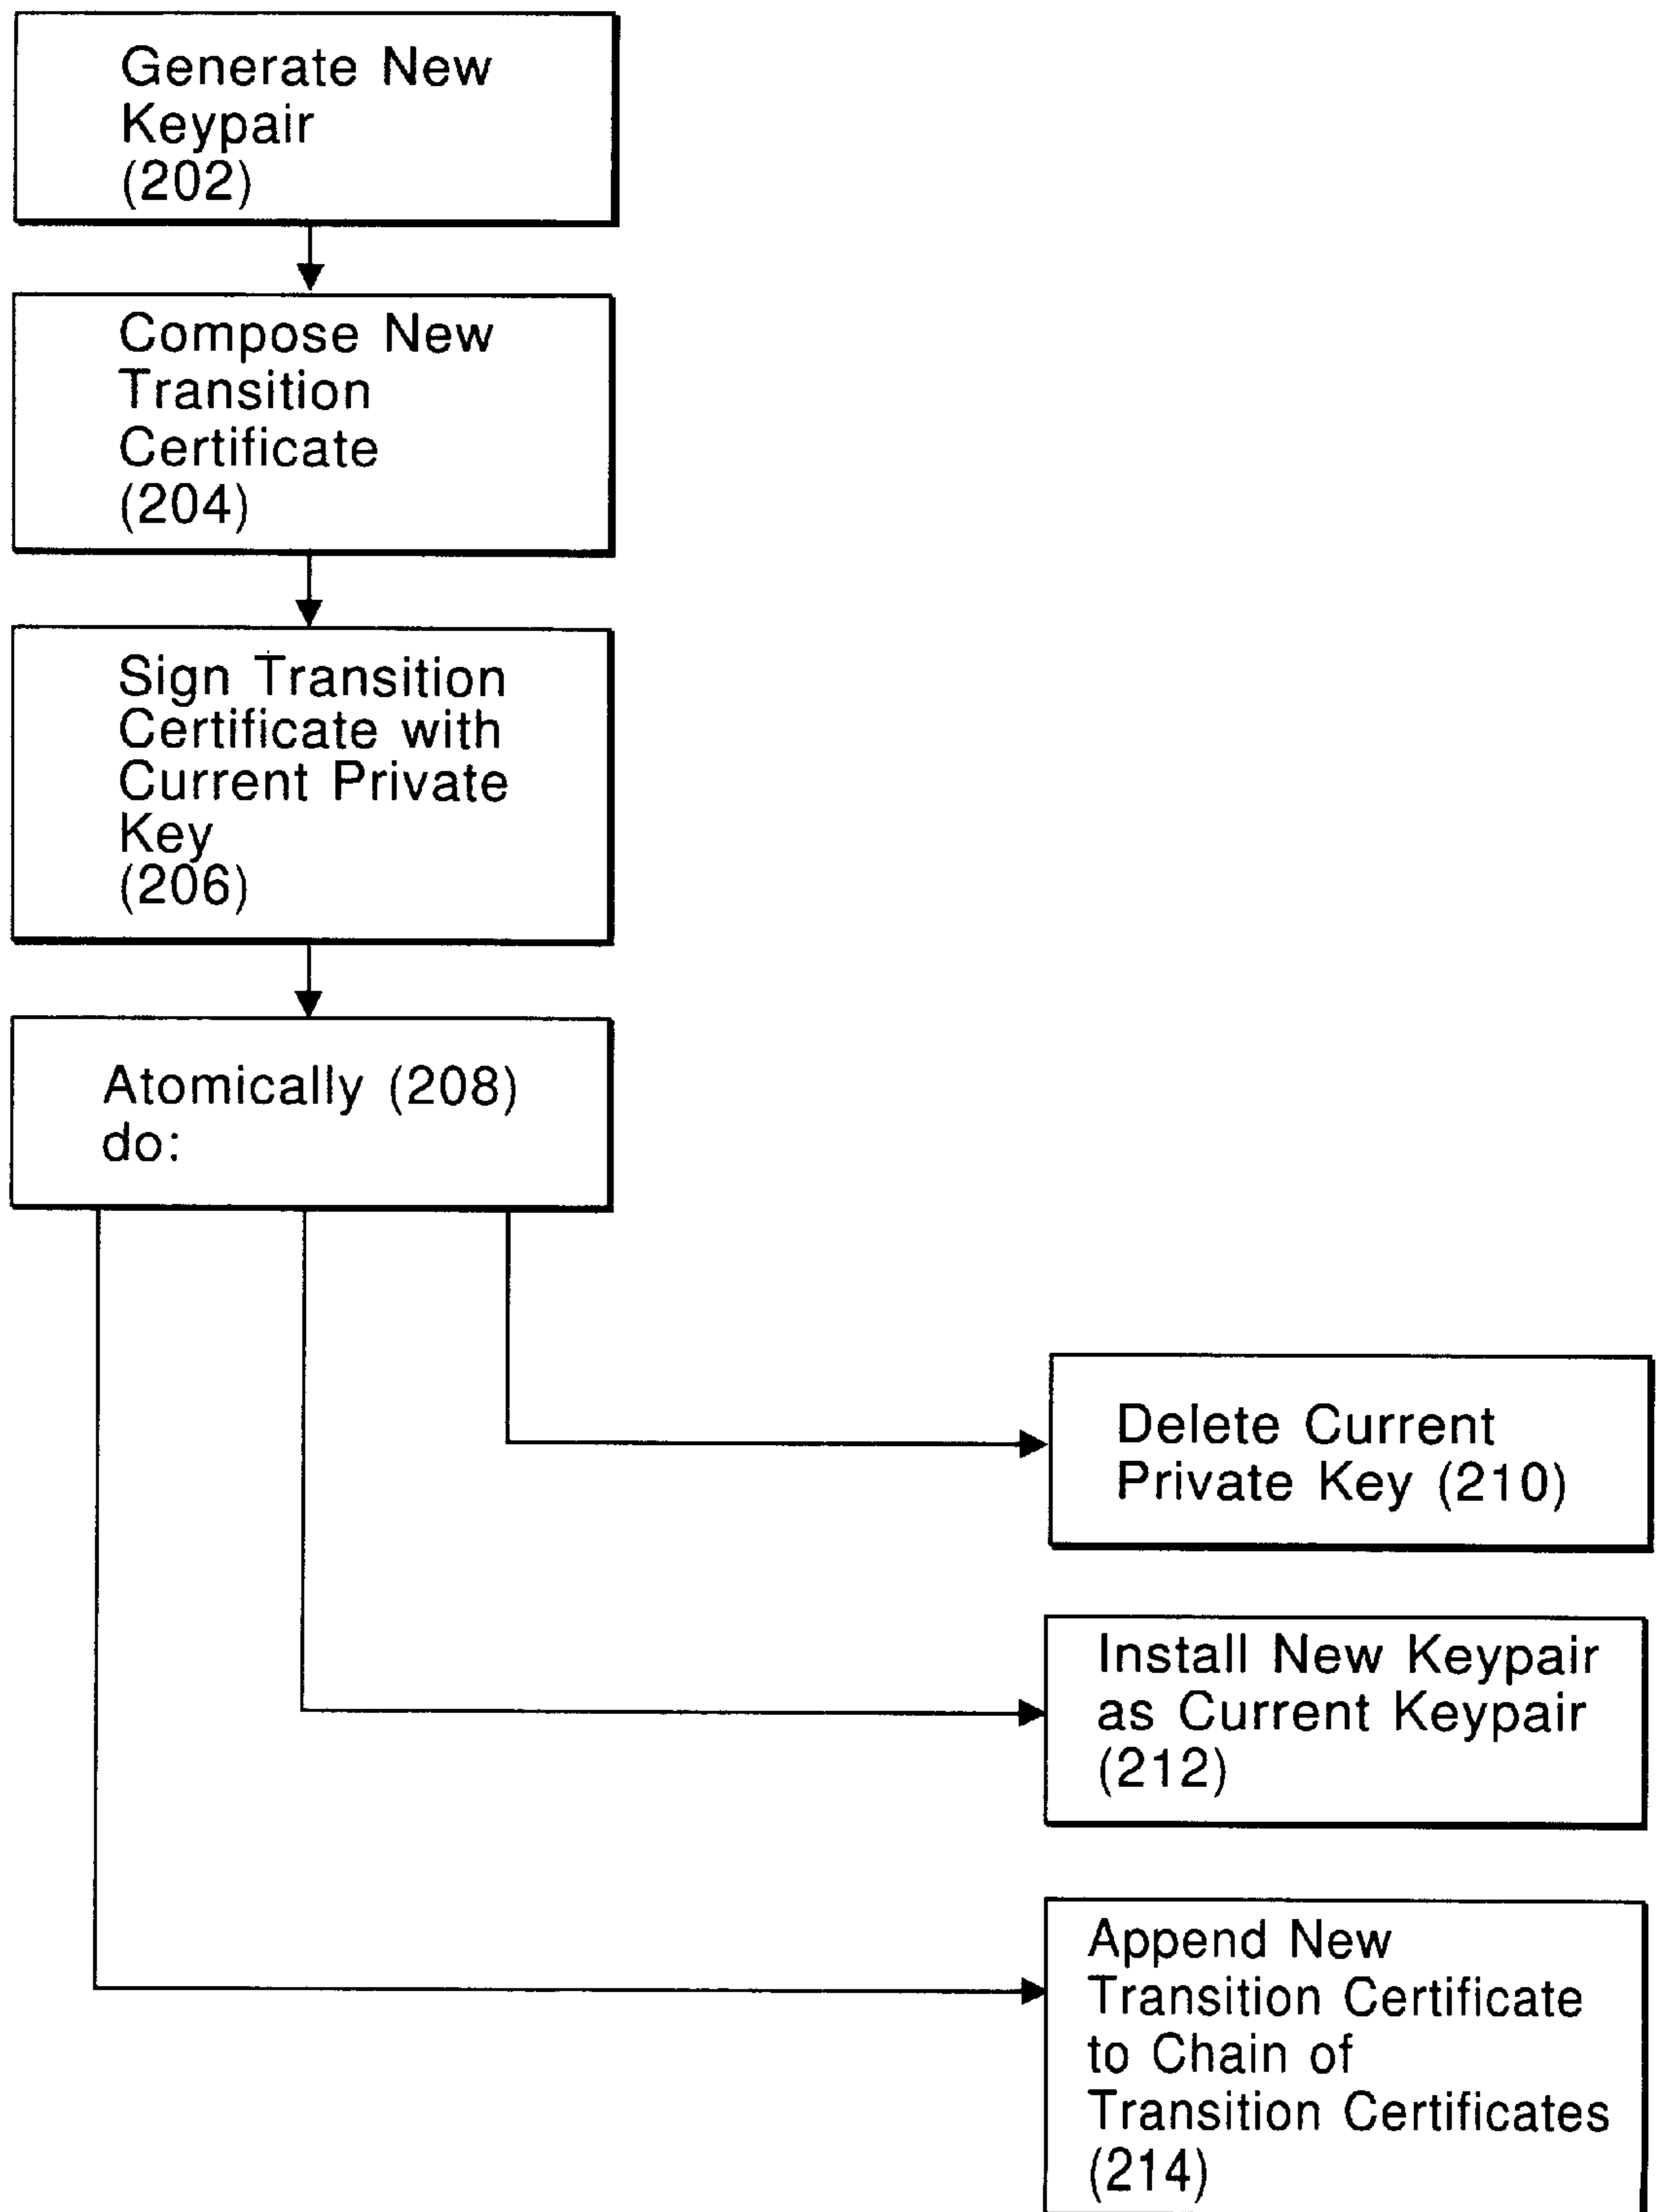 Generate New
Keypair
(202)
Compose New
Transition
Certificate
(204)
Sign Transition
Certificate with
Current Private
Key
(206)
Atomically (208)
do:
Delete Current
Private Key (210)
Install New Keypair
as Current Keypair
(212)
Append New
Transition Certificate
to Chain of
Transition Certificates
(214)